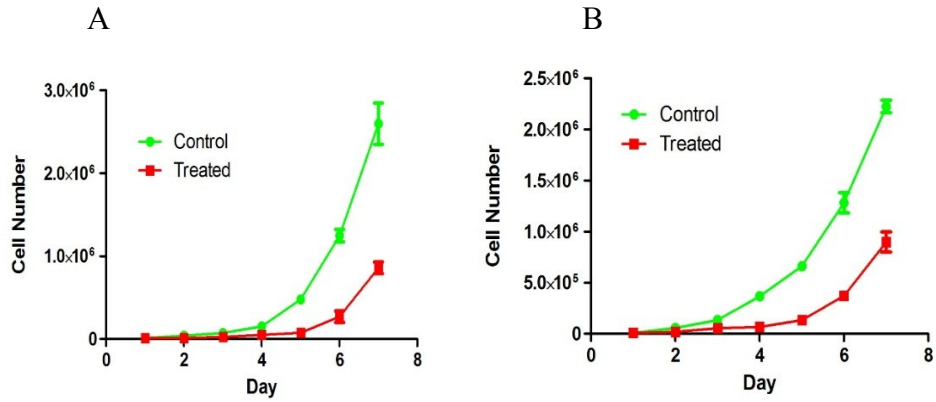 A
3.0×10⁶
2.0×10⁶
1.0×10⁶
0
0 2 4 6 8
Cell Number
Day
Control
Treated
B
2.5×10⁶
2.0×10⁶
1.5×10⁶
1.0×10⁶
5.0×10⁵
0
0 2 4 6 8
Cell Number
Day
Control
Treated